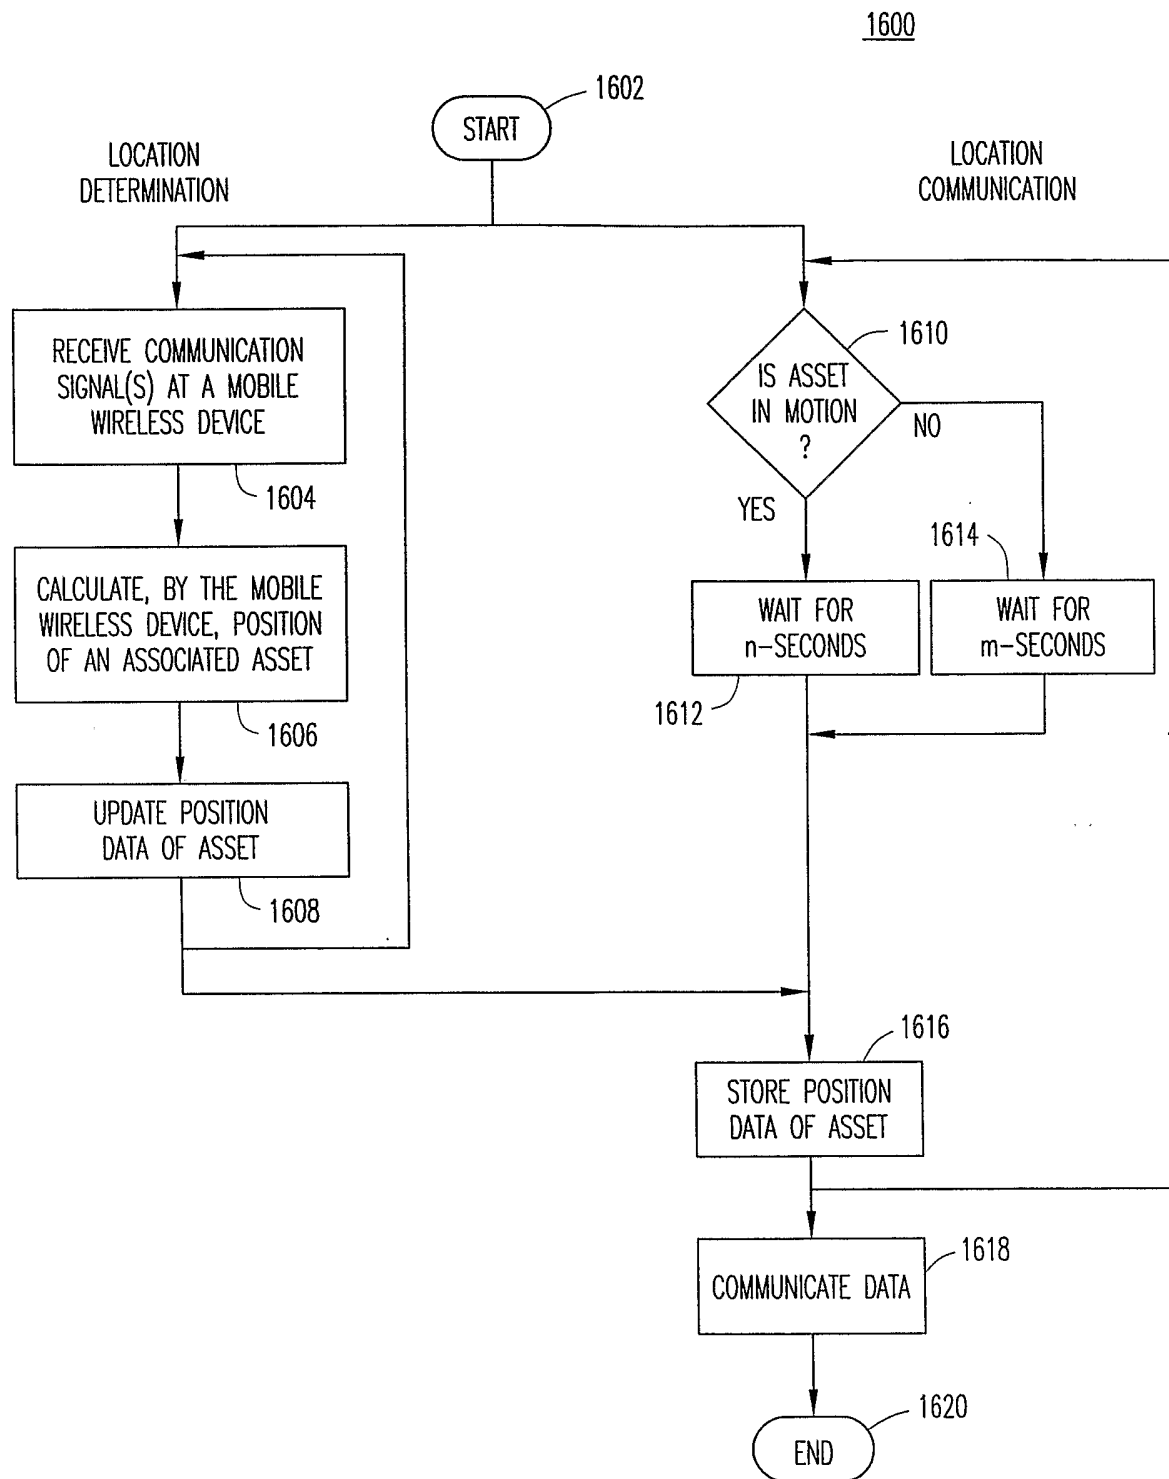 1600
START
1602
LOCATION
DETERMINATION
LOCATION
COMMUNICATION
RECEIVE COMMUNICATION
SIGNAL(S) AT A MOBILE
WIRELESS DEVICE
1604
CALCULATE, BY THE MOBILE
WIRELESS DEVICE, POSITION
OF AN ASSOCIATED ASSET
1606
UPDATE POSITION
DATA OF ASSET
1608
IS ASSET
IN MOTION
?
1610
NO
YES
WAIT FOR
n-SECONDS
1612
1614
WAIT FOR
m-SECONDS
1616
STORE POSITION
DATA OF ASSET
1618
COMMUNICATE DATA
1620
END